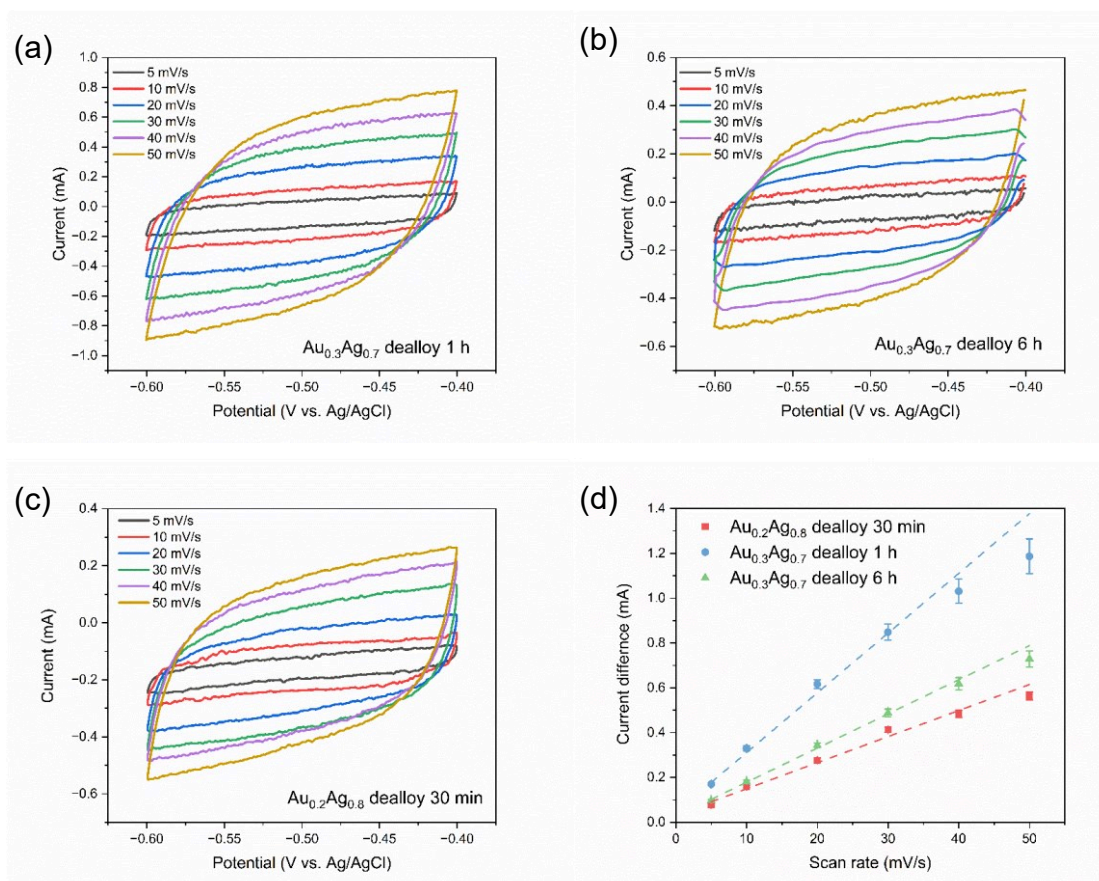 (a)
1.0
0.8
0.6
0.4
0.2
0.0
−0.2
−0.4
−0.6
−0.8
−1.0
Current (mA)
5 mV/s
10 mV/s
20 mV/s
30 mV/s
40 mV/s
50 mV/s
Au0.3Ag0.7 dealloy 1 h
−0.60 −0.55 −0.50 −0.45 −0.40
Potential (V vs. Ag/AgCl)
(b)
0.6
0.4
0.2
0.0
−0.2
−0.4
−0.6
Current (mA)
5 mV/s
10 mV/s
20 mV/s
30 mV/s
40 mV/s
50 mV/s
Au0.3Ag0.7 dealloy 6 h
−0.60 −0.55 −0.50 −0.45 −0.40
Potential (V vs. Ag/AgCl)
(c)
0.4
0.2
0.0
−0.2
−0.4
−0.6
Current (mA)
5 mV/s
10 mV/s
20 mV/s
30 mV/s
40 mV/s
50 mV/s
Au0.2Ag0.8 dealloy 30 min
−0.60 −0.55 −0.50 −0.45 −0.40
Potential (V vs. Ag/AgCl)
(d)
1.4
1.2
1.0
0.8
0.6
0.4
0.2
0.0
Current diffidence (mA)
Au0.2Ag0.8 dealloy 30 min
Au0.3Ag0.7 dealloy 1 h
Au0.3Ag0.7 dealloy 6 h
0 10 20 30 40 50
Scan rate (mV/s)